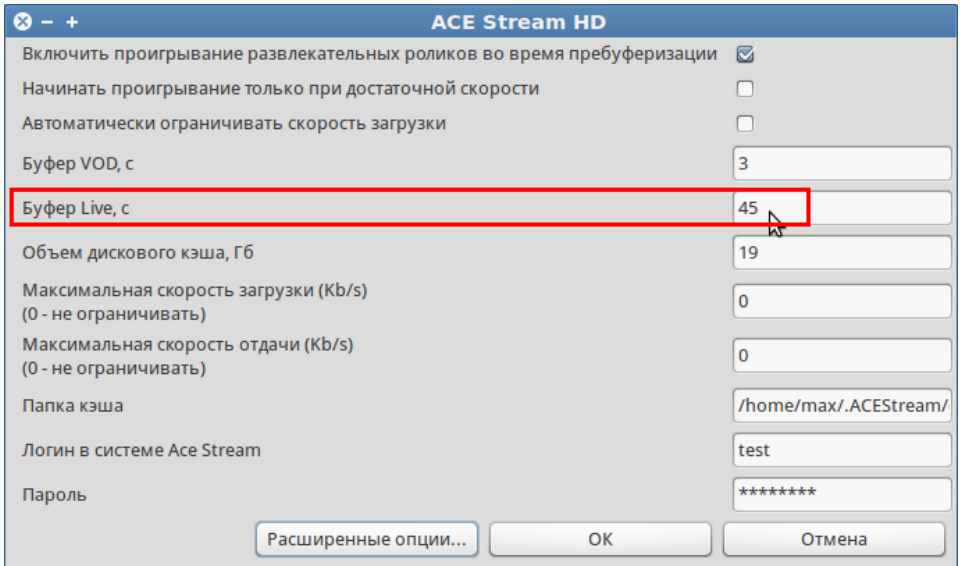 ACE Stream HD
Включить проигрывание развлекательных роликов во время пребуферизации
Начинать проигрывание только при достаточной скорости
Автоматически ограничивать скорость загрузки
Буфер VOD, с 3
Буфер Live, с 45
Объем дискового кэша, Гб 19
Максимальная скорость загрузки (Kb/s)
(0 - не ограничивать) 0
Максимальная скорость отдачи (Kb/s)
(0 - не ограничивать) 0
Папка кэша /home/max/.ACEStream/
Логин в системе Ace Stream test
Пароль ********
Расширенные опции... ОК Отмена